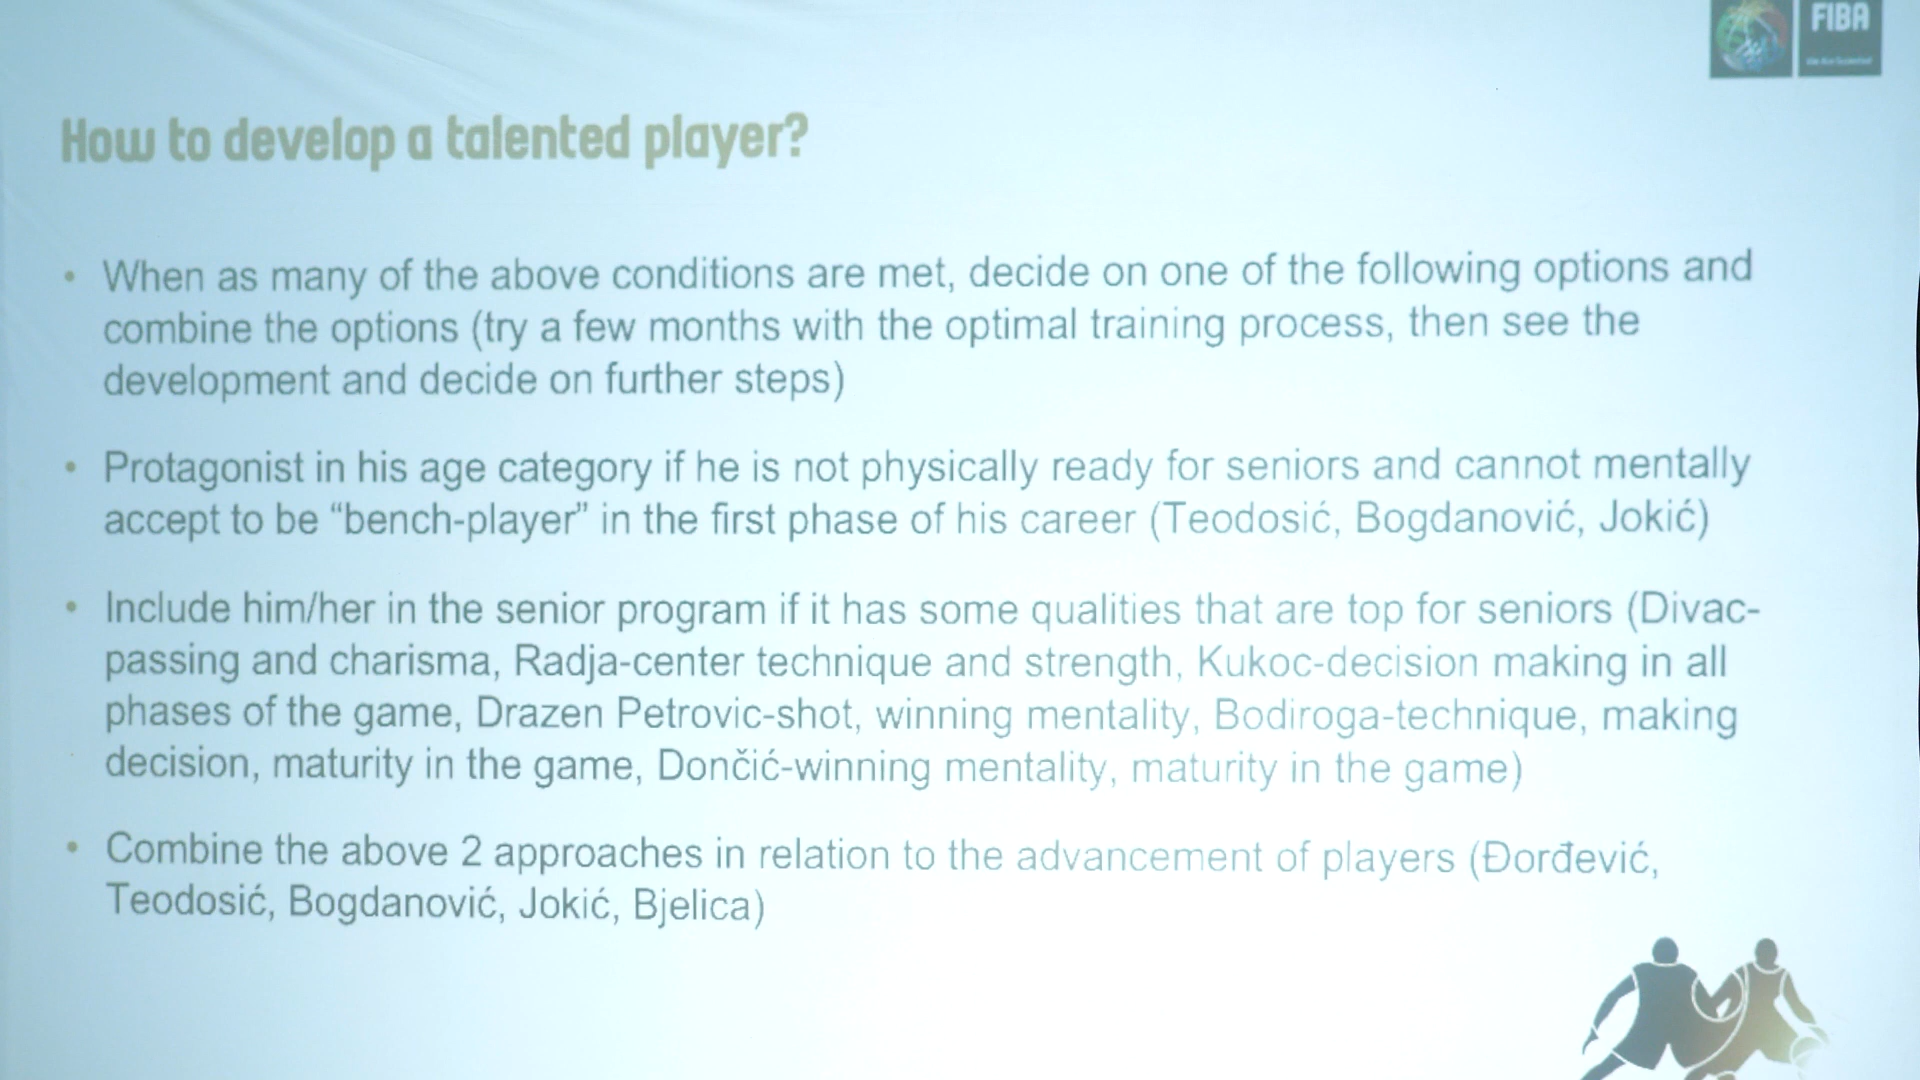 FIBA
How to develop a talented player?
• When as many of the above conditions are met, decide on one of the following options and
combine the options (try a few months with the optimal training process, then see the
development and decide on further steps)
• Protagonist in his age category if he is not physically ready for seniors and cannot mentally
accept to be “bench-player” in the first phase of his career (Teodosić, Bogdanović, Jokić)
• Include him/her in the senior program if it has some qualities that are top for seniors (Divac-
passing and charisma, Radja-center technique and strength, Kukoc-decision making in all
phases of the game, Drazen Petrovic-shot, winning mentality, Bodiroga-technique, making
decision, maturity in the game, Dončić-winning mentality, maturity in the game)
• Combine the above 2 approaches in relation to the advancement of players (Đorđević,
Teodosić, Bogdanović, Jokić, Bjelica)